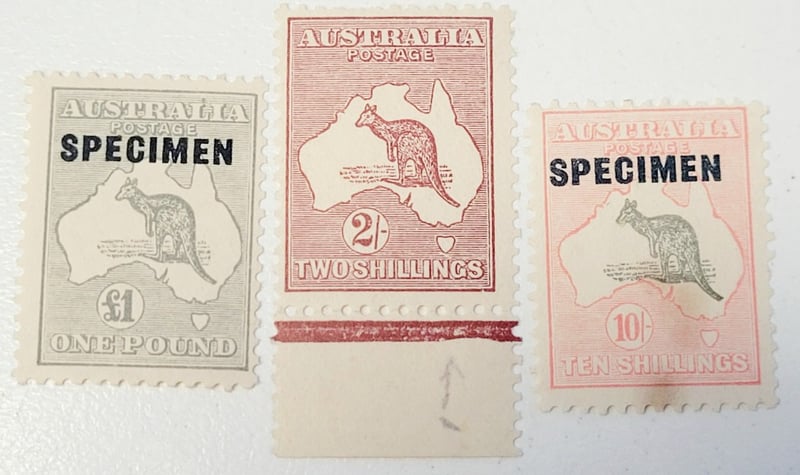 AUSTRALIA
POSTAGE
SPECIMEN
£1
ONE POUND
AUSTRALIA
POSTAGE
2/-
TWO SHILLINGS
AUSTRALIA
POSTAGE
SPECIMEN
10/-
TEN SHILLINGS